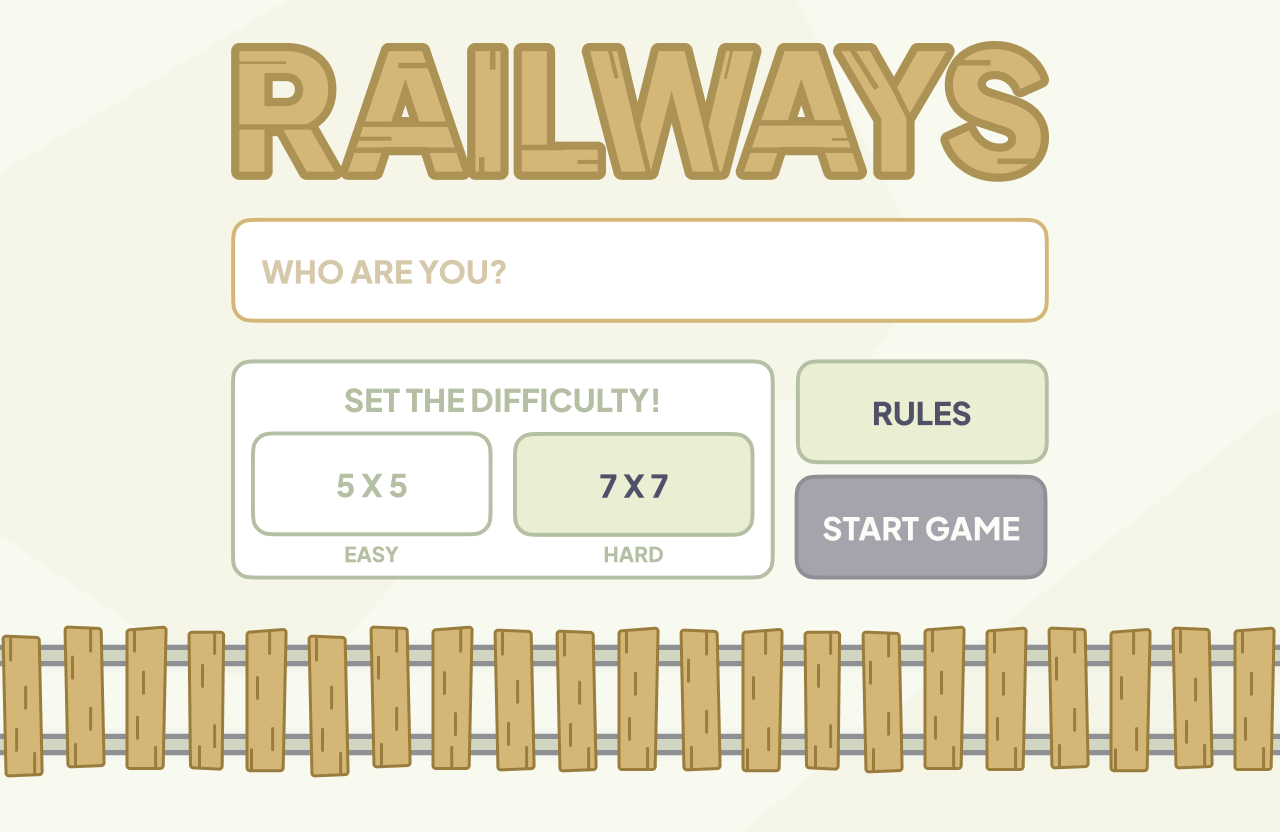 RAILWAYS
WHO ARE YOU?
SET THE DIFFICULTY!
5 X 5
7 X 7
EASY
HARD
RULES
START GAME